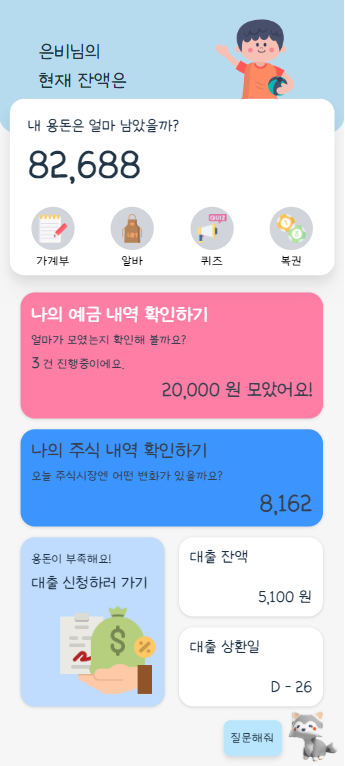 은비님의
현재 잔액은
내 용돈은 얼마 남았을까?
82,688
QUIZ
가계부
알바
퀴즈
복권
나의 예금 내역 확인하기
얼마가 모였는지 확인해 볼까요?
3 건 진행중이에요.
20,000 원 모았어요!
나의 주식 내역 확인하기
오늘 주식시장엔 어떤 변화가 있을까요?
8,162
용돈이 부족해요!
대출 신청하러 가기
$
%
대출 잔액
5,100 원
대출 상환일
D - 26
질문해줘